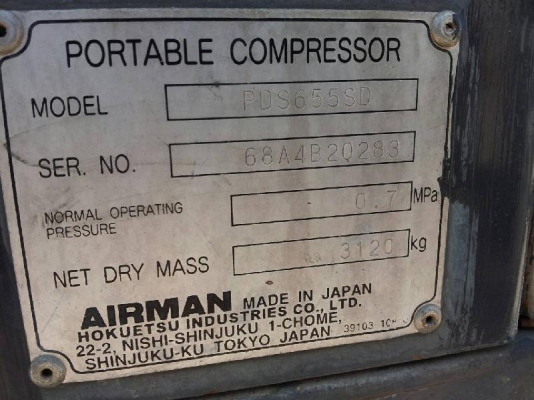 PORTABLE COMPRESSOR
MODEL PDS655SD
SER. NO. 68A4B20283
NORMAL OPERATING PRESSURE 0.7 MPa
NET DRY MASS 3120 kg
AIRMAN MADE IN JAPAN
HOKUETSU INDUSTRIES CO., LTD.
22-2, NISHI-SHINJUKU 1-CHOME,
SHINJUKU-KU TOKYO JAPAN 39103